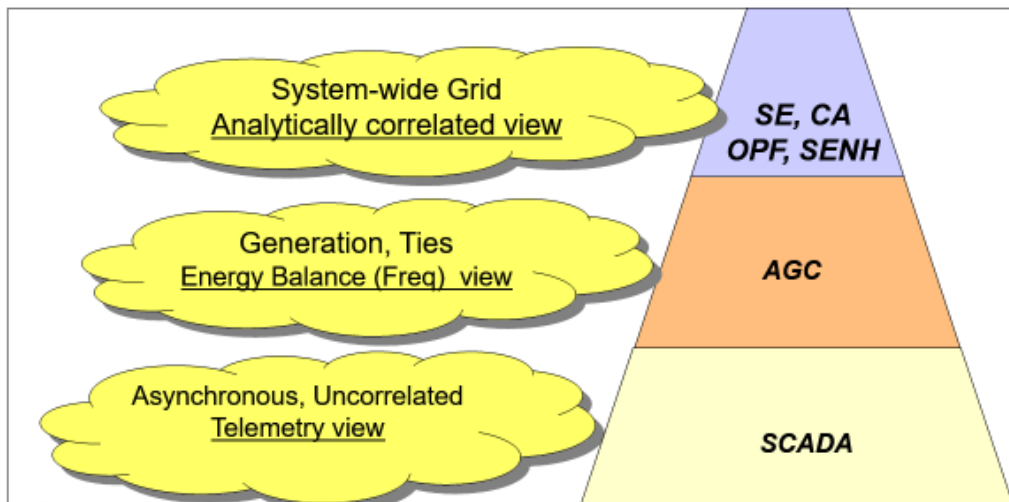 System-wide Grid
Analytically correlated view
SE, CA
OPF, SENH
Generation, Ties
Energy Balance (Freq) view
AGC
Asynchronous, Uncorrelated
Telemetry view
SCADA